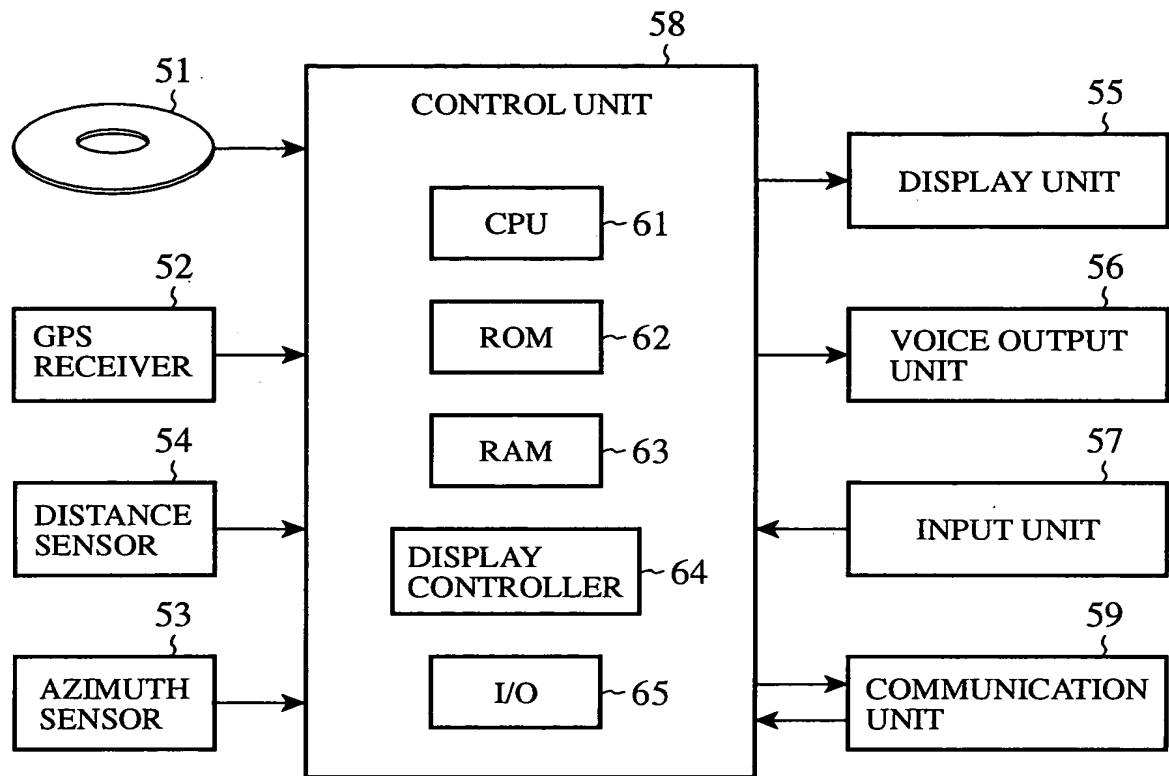 58
51
CONTROL UNIT
55
DISPLAY UNIT
CPU
61
52
GPS
RECEIVER
ROM
62
56
VOICE OUTPUT
UNIT
54
DISTANCE
SENSOR
RAM
63
57
INPUT UNIT
DISPLAY
CONTROLLER
64
53
AZIMUTH
SENSOR
I/O
65
59
COMMUNICATION
UNIT